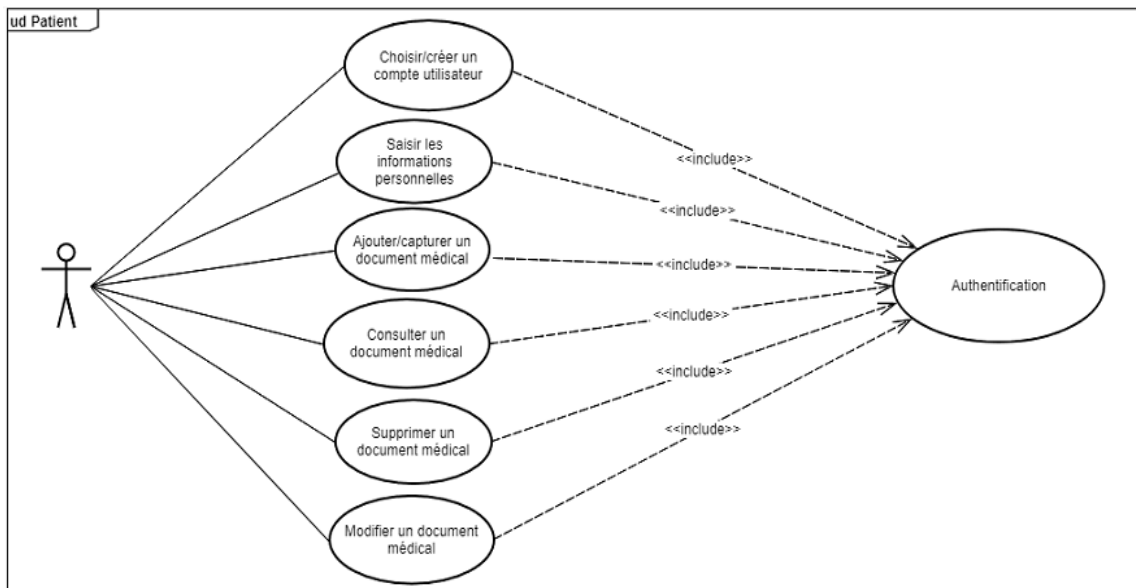 ud Patient
Choisir/créer un
compte utilisateur
<<include>>
Saisir les
informations
personnelles
<<include>>
Ajouter/capturer un
document médical
<<include>>
Authentification
Consulter un
document médical
<<include>>
Supprimer un
document médical
<<include>>
Modifier un document
médical
<<include>>